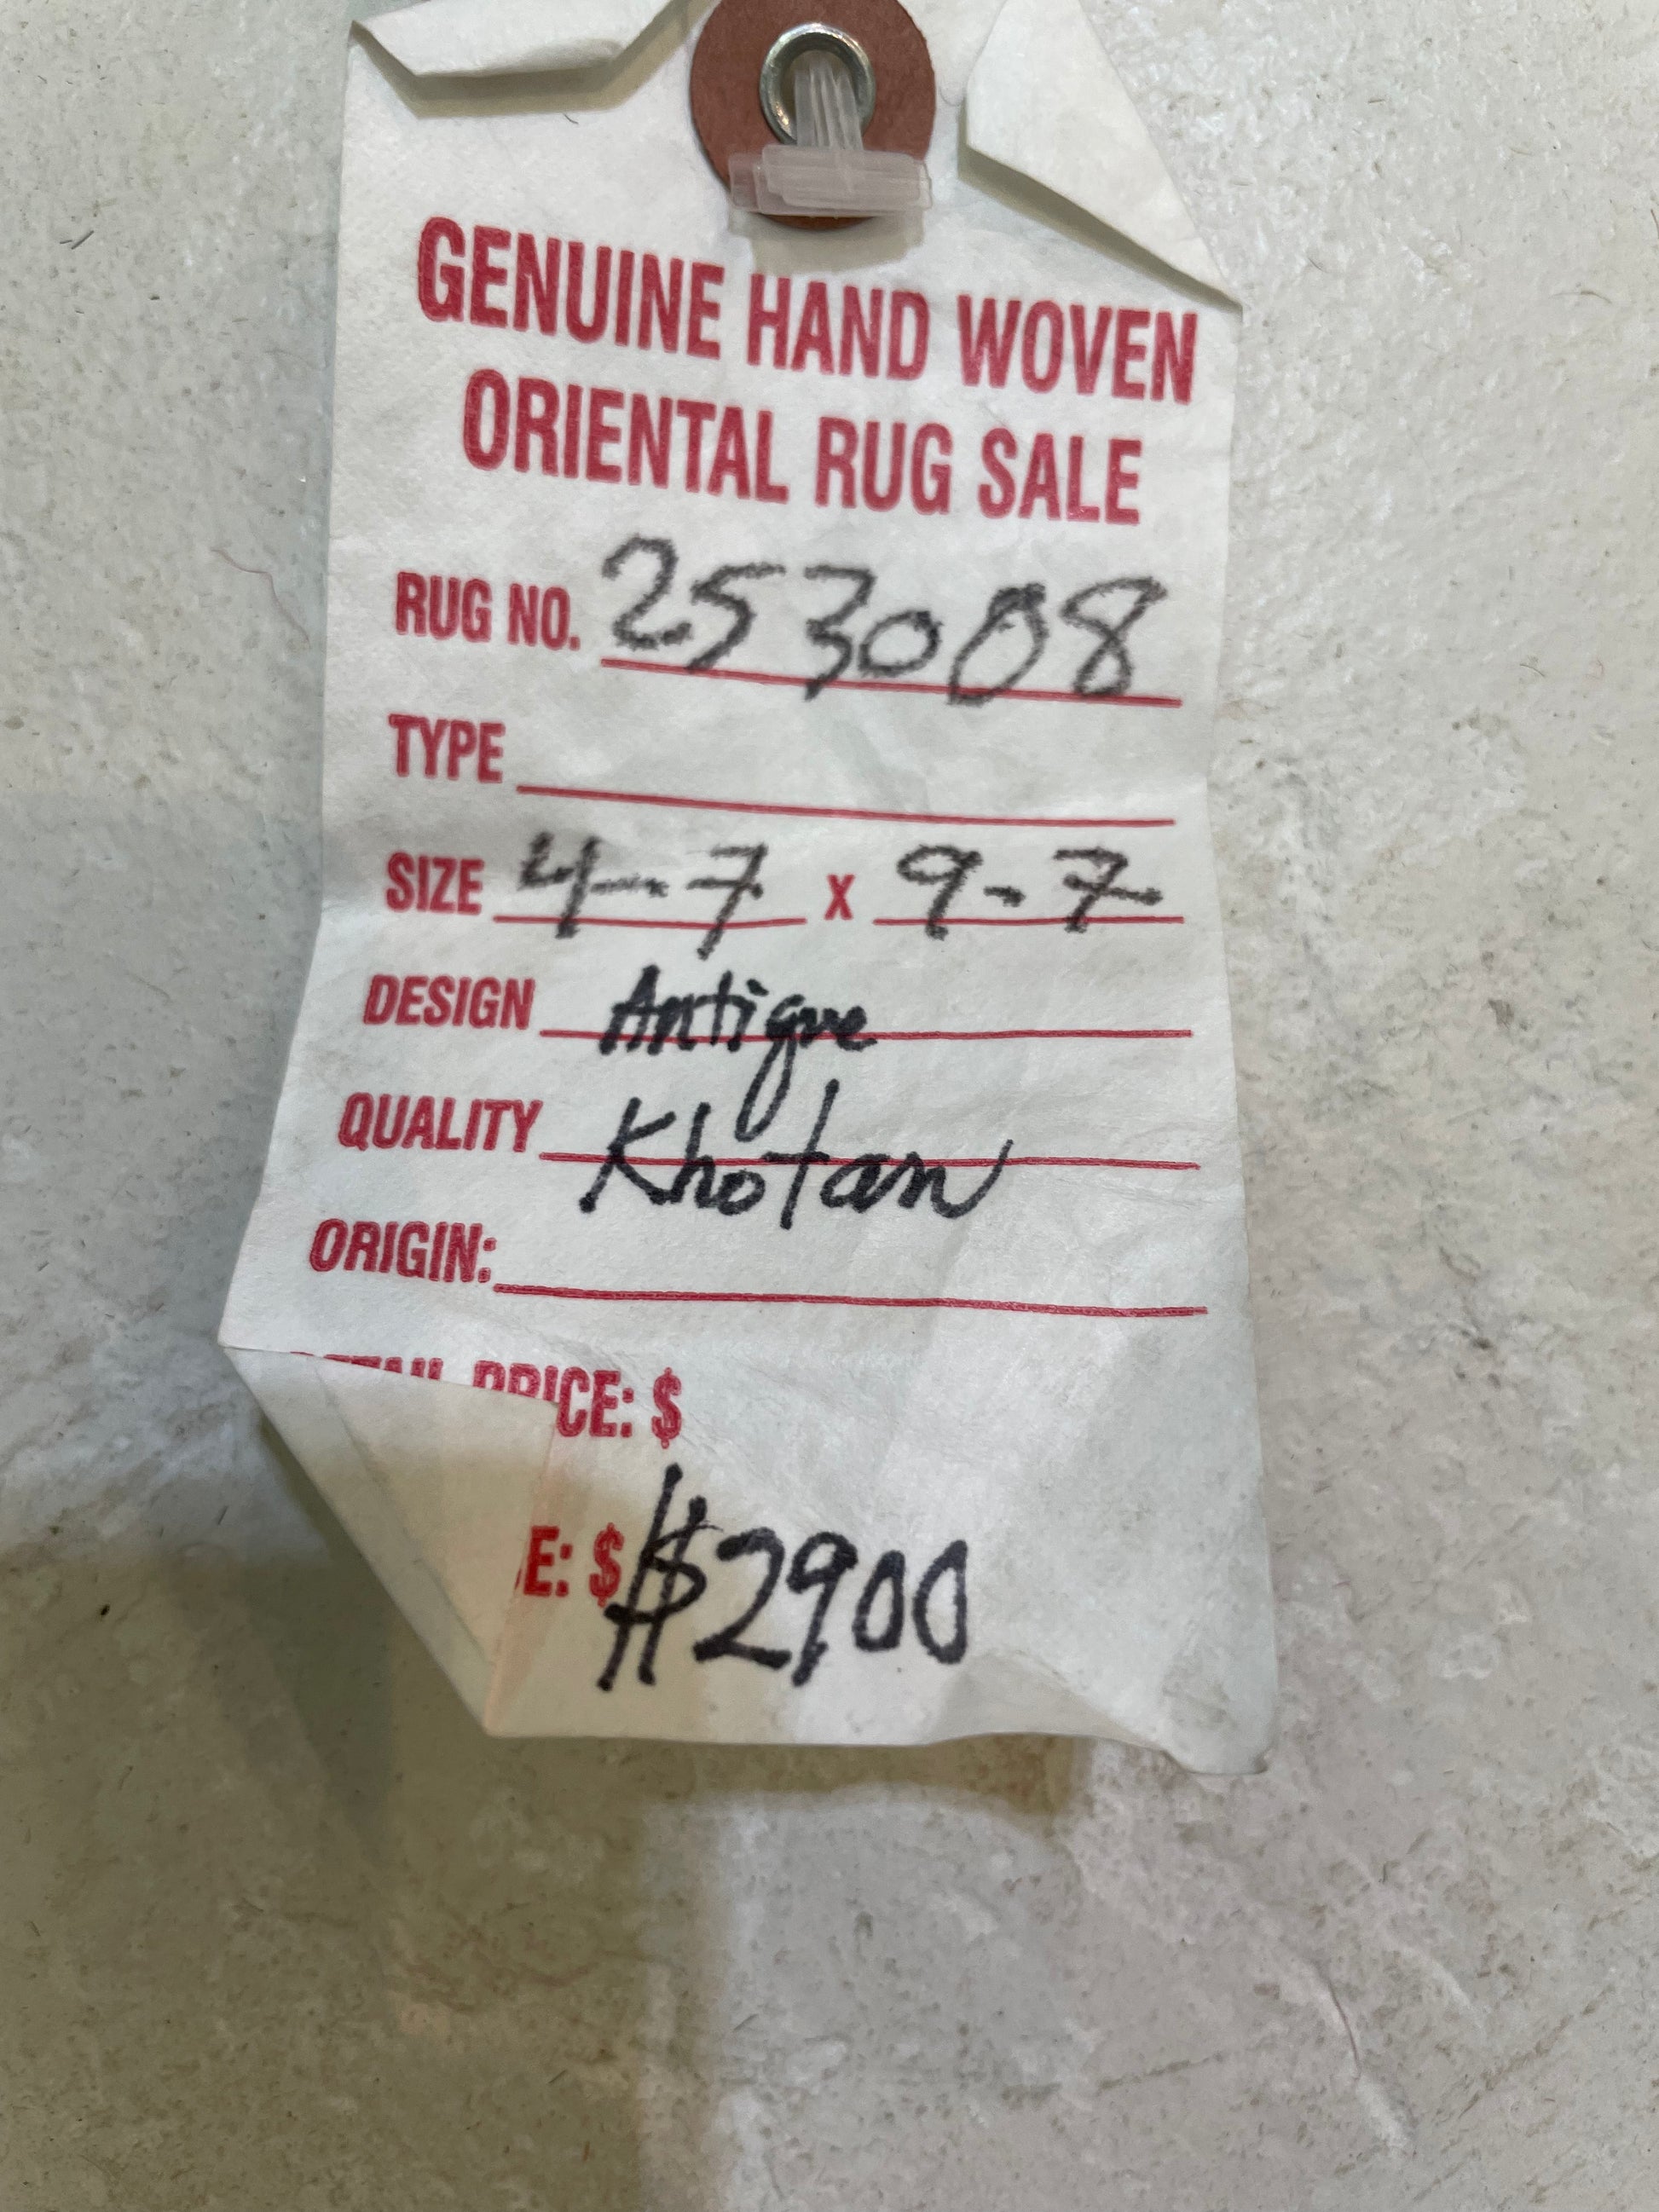 GENUINE HAND WOVEN
ORIENTAL RUG SALE
RUG NO. 253008
TYPE
SIZE 4-7 x 9-7
DESIGN Antique
QUALITY Khotan
ORIGIN:
PRICE: $
E: $ $2900